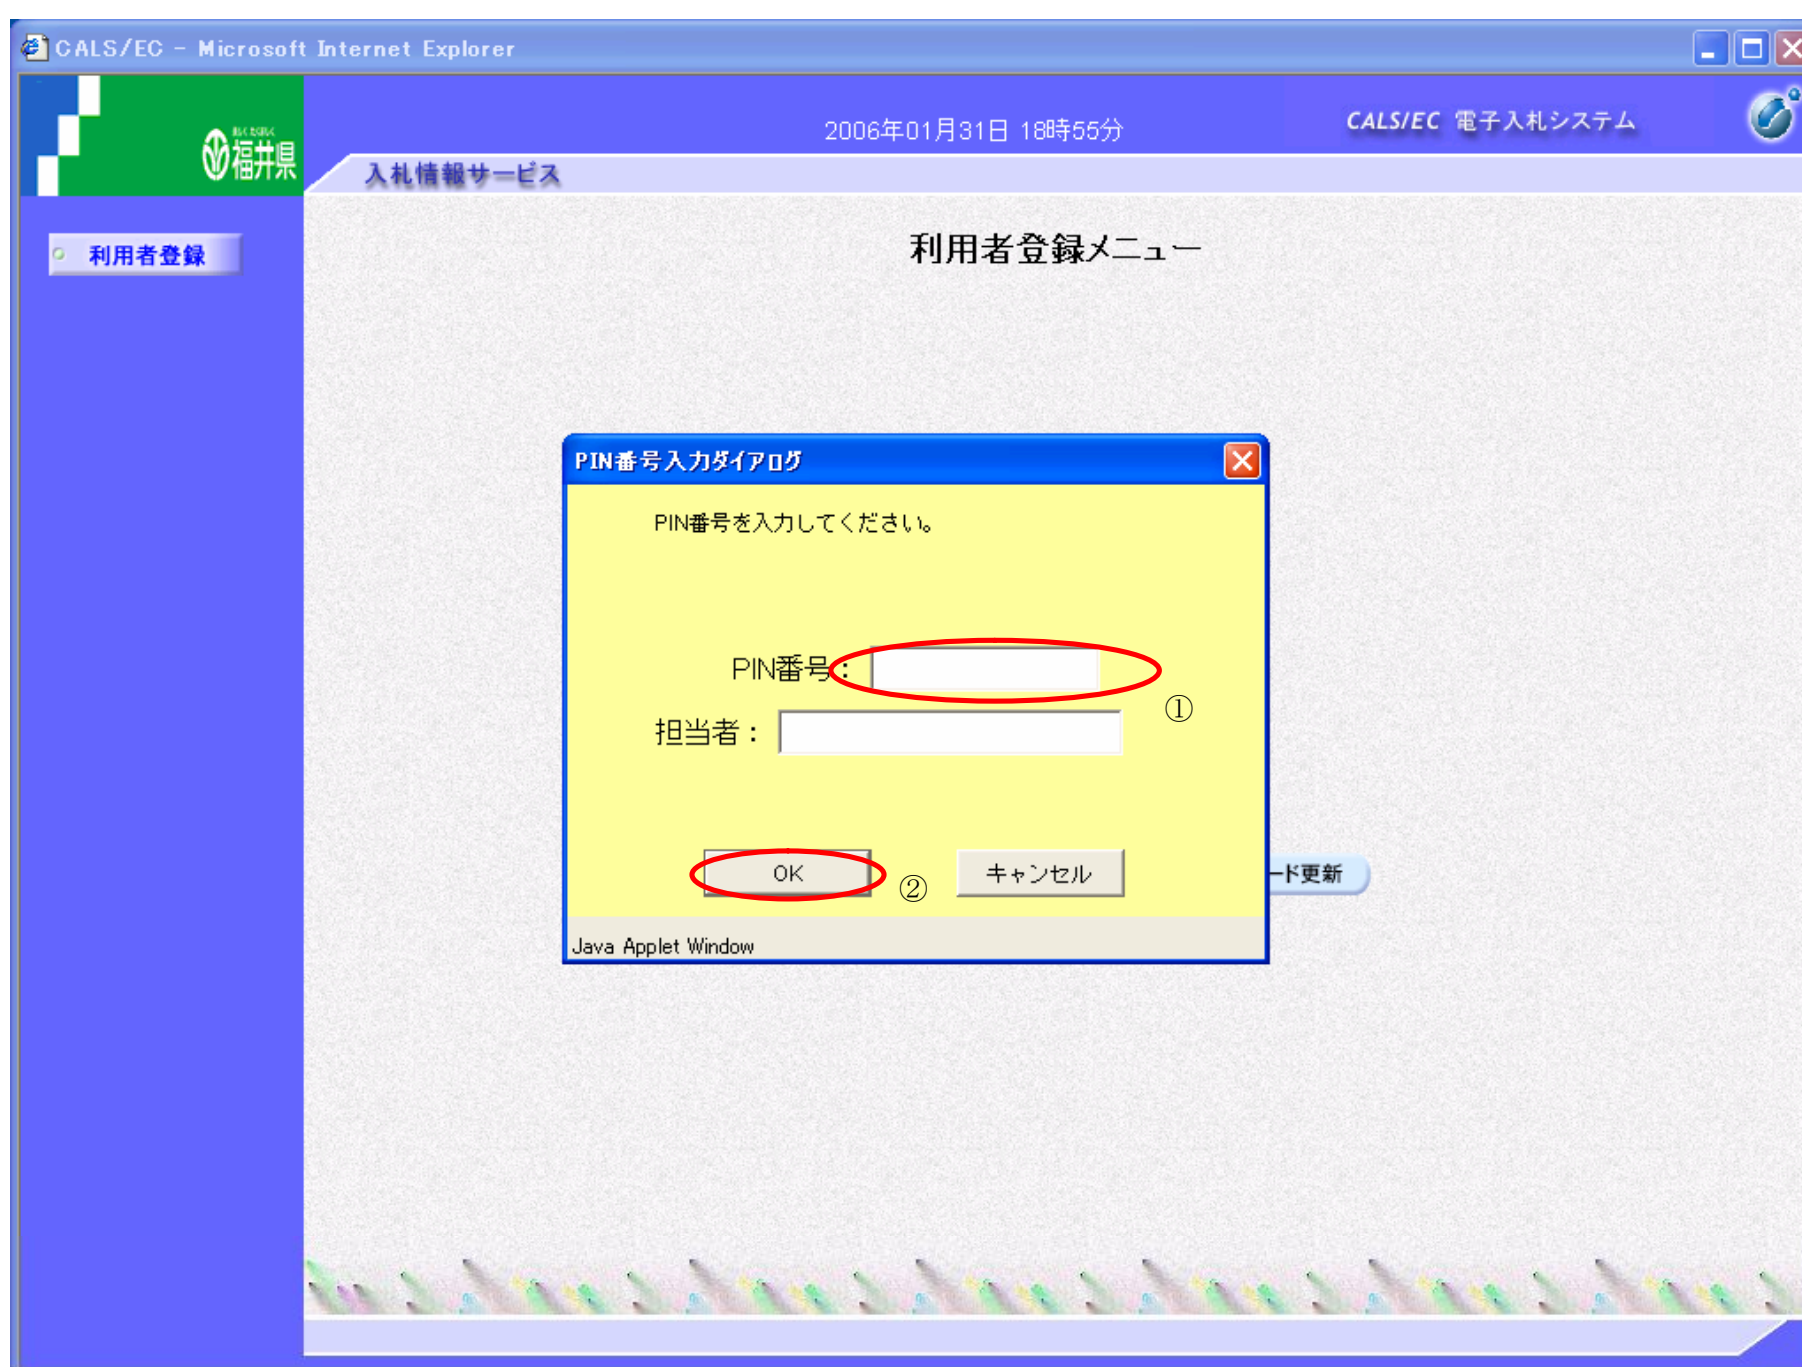 CALS/EC - Microsoft Internet Explorer
福井県
2006年01月31日 18時55分
CALS/EC 電子入札システム
入札情報サービス
利用者登録
利用者登録メニュー
PIN番号入力ダイアログ
PIN番号を入力してください。
PIN番号：
①
担当者：
OK
②
キャンセル
ード更新
Java Applet Window